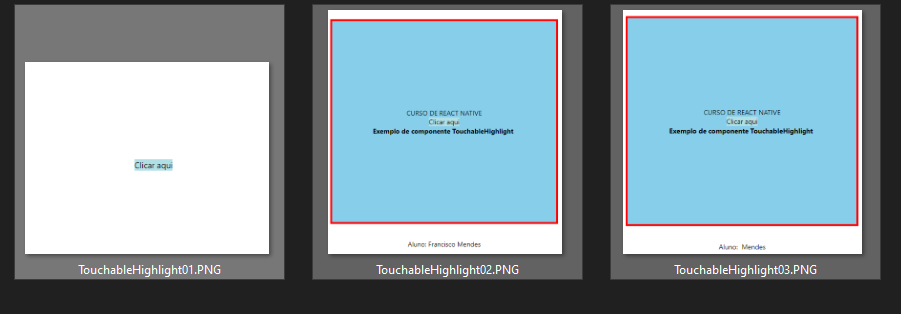 Clicar aqui
TouchableHighlight01.PNG
CURSO DE REACT NATIVE
Clicar aqui
Exemplo de componente TouchableHighlight
Aluno: Francisco Mendes
TouchableHighlight02.PNG
CURSO DE REACT NATIVE
Clicar aqui
Exemplo de componente TouchableHighlight
Aluno: Mendes
TouchableHighlight03.PNG